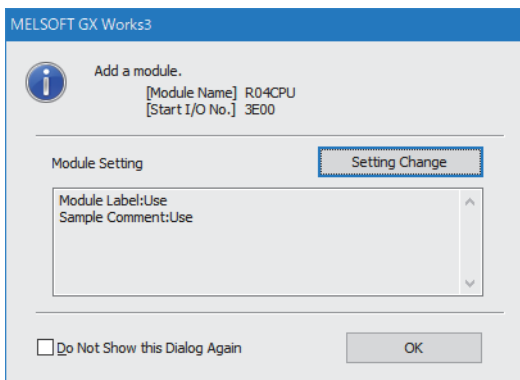 MELSOFT GX Works3
Add a module.
[Module Name] R04CPU
[Start I/O No.] 3E00
Module Setting
Setting Change
Module Label:Use
Sample Comment:Use
Do Not Show this Dialog Again
OK